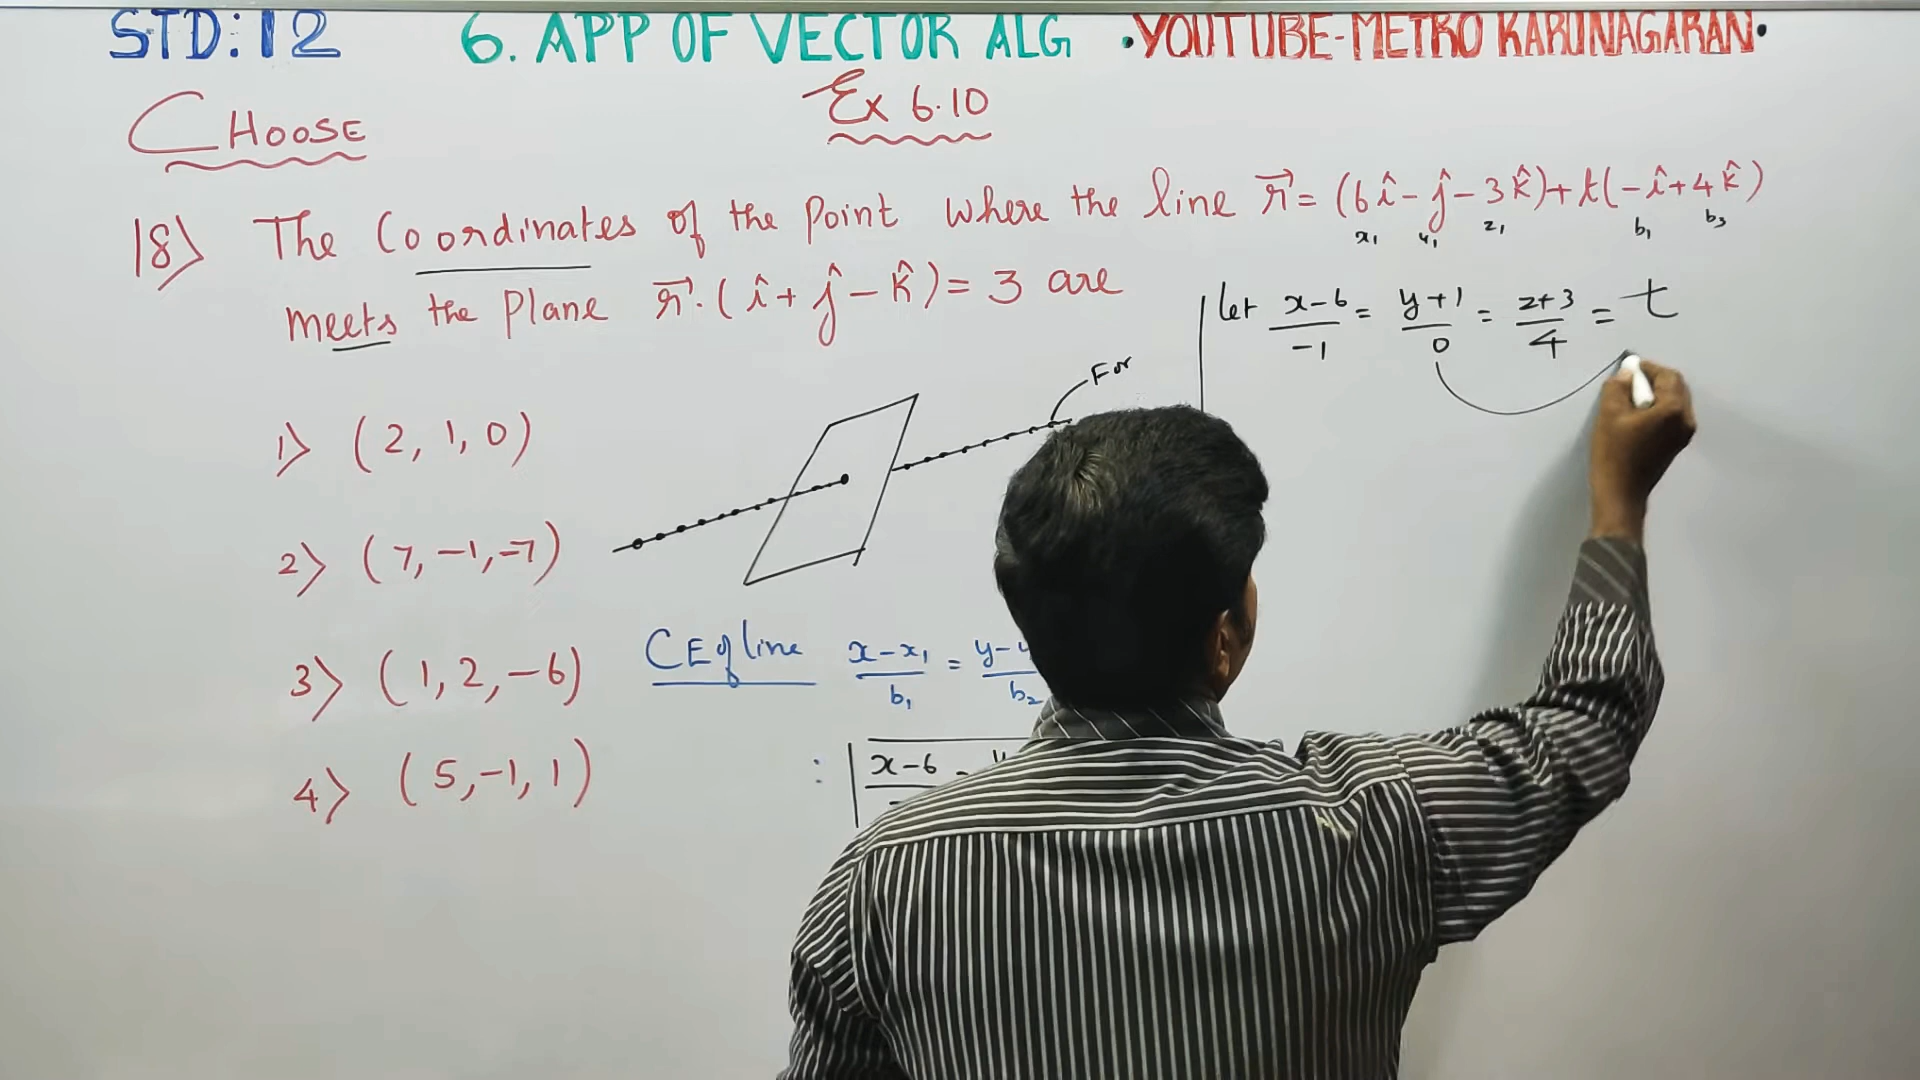 STD:12 6. APP OF VECTOR ALG •YOUTUBE-METRO KARUNAGARAN•
CHOOSE Ex 6.10
18) The Coordinates of the Point where the line r⃗ = (6î - ĵ - 3k̂) + t(-î + 4k̂)
x₁ y₁ z₁ b₁ b₃
meets the Plane r⃗ · (î + ĵ - k̂) = 3 are
let x-6/-1 = y+1/0 = z+3/4 = t
For
1) (2, 1, 0)
2) (7, -1, -7)
3) (1, 2, -6)
4) (5, -1, 1)
CE of line x-x₁/b₁ = y-y/b₂
: x-6